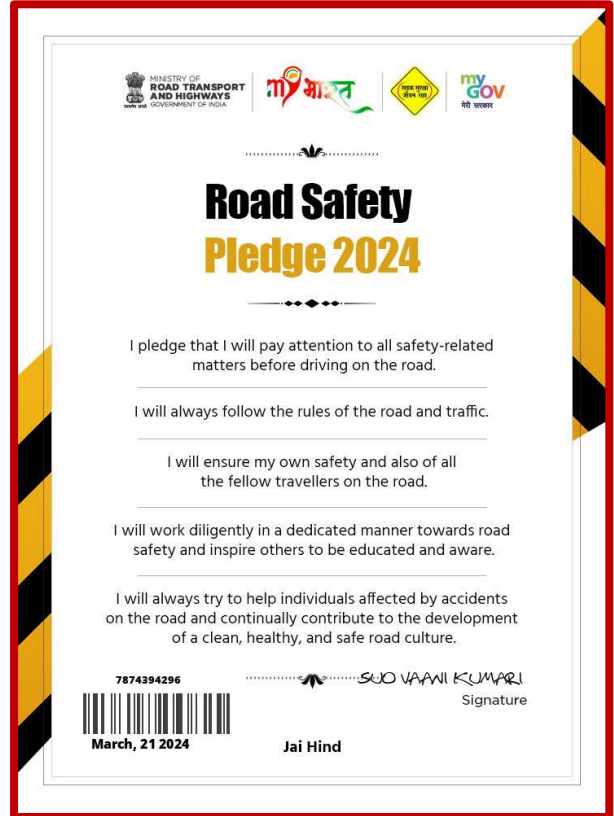 MINISTRY OF
ROAD TRANSPORT
AND HIGHWAYS
GOVERNMENT OF INDIA
सत्यमेव जयते
my भारत
सड़क सुरक्षा
जीवन रक्षा
my
GOV
मेरी सरकार
Road Safety
Pledge 2024
I pledge that I will pay attention to all safety-related
matters before driving on the road.
I will always follow the rules of the road and traffic.
I will ensure my own safety and also of all
the fellow travellers on the road.
I will work diligently in a dedicated manner towards road
safety and inspire others to be educated and aware.
I will always try to help individuals affected by accidents
on the road and continually contribute to the development
of a clean, healthy, and safe road culture.
7874394296
SUO VAANI KUMARI
Signature
March, 21 2024
Jai Hind